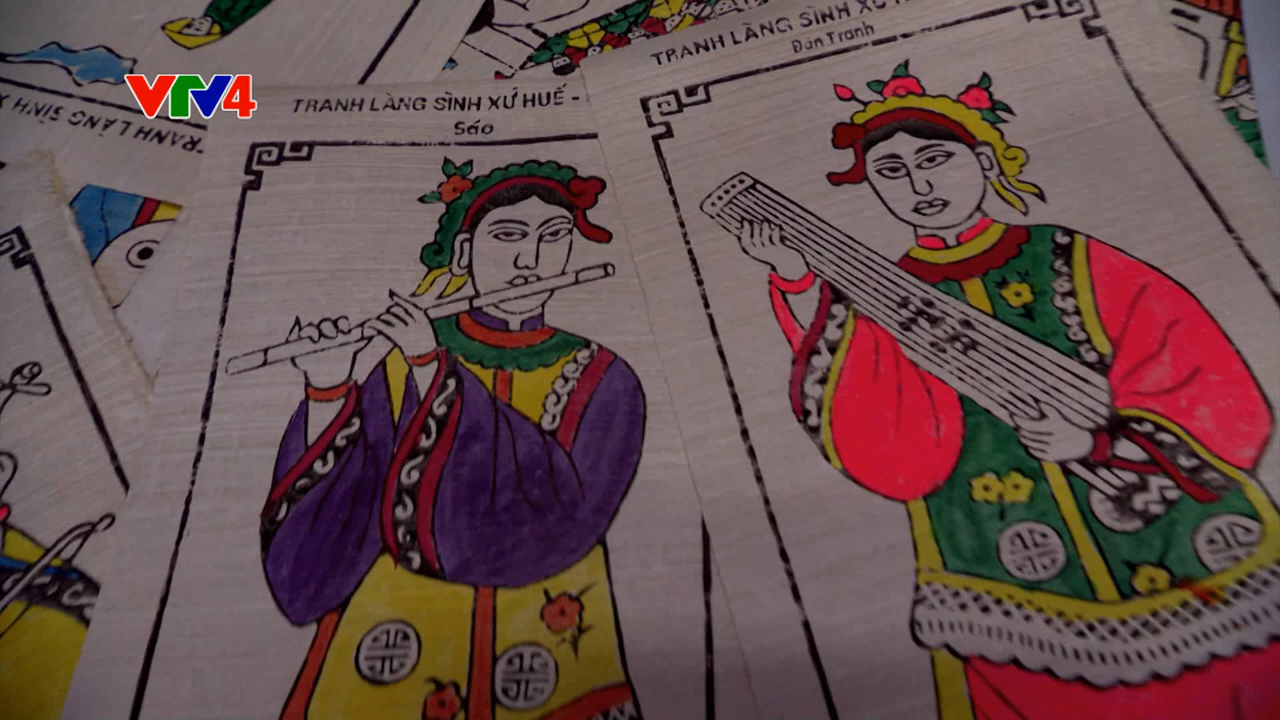 VTV4
TRANH LÀNG SÌNH XỨ HUẾ -
Sáo
TRANH LÀNG SÌNH XỨ
Đàn Tranh
TRANH LÀNG SÌNH X